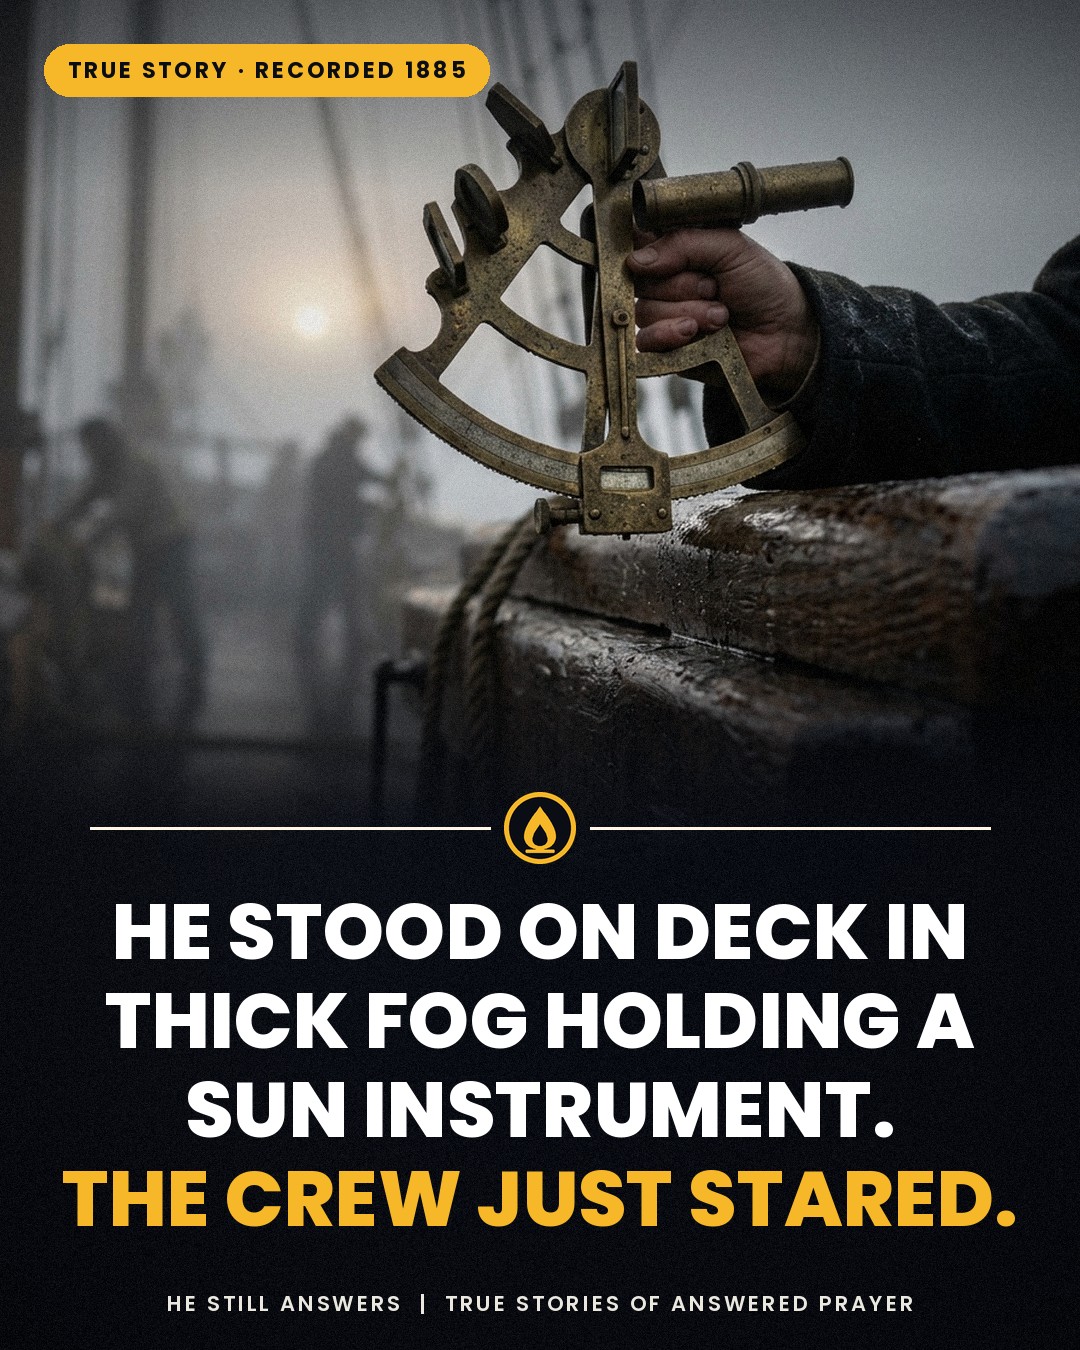 TRUE STORY · RECORDED 1885
HE STOOD ON DECK IN
THICK FOG HOLDING A
SUN INSTRUMENT.
THE CREW JUST STARED.
HE STILL ANSWERS | TRUE STORIES OF ANSWERED PRAYER